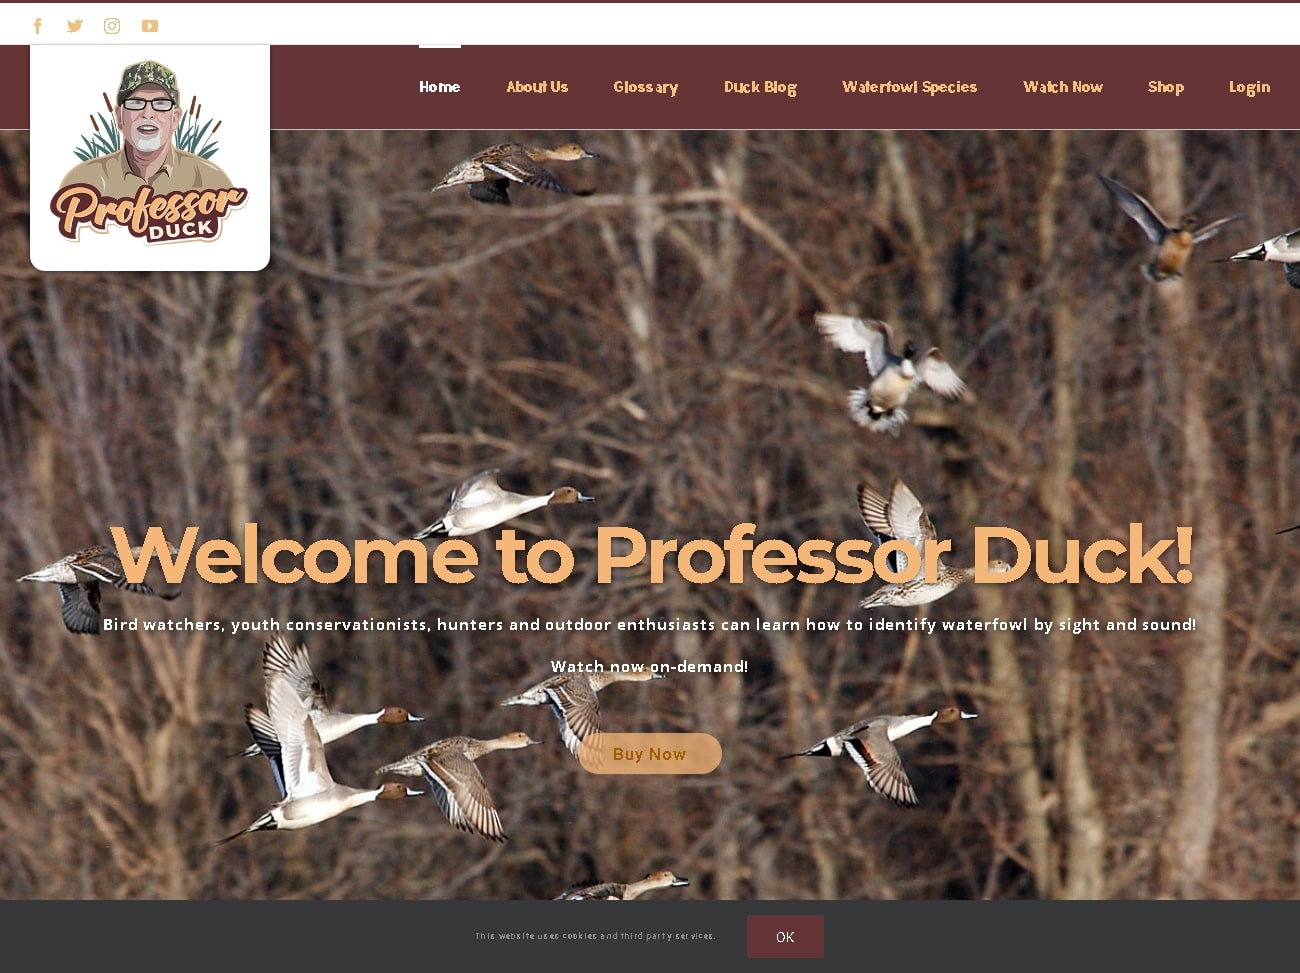 Home About Us Glossary Duck Blog Waterfowl Species Watch Now Shop Login
Professor
DUCK
Welcome to Professor Duck!
Bird watchers, youth conservationists, hunters and outdoor enthusiasts can learn how to identify waterfowl by sight and sound!
Watch now on-demand!
Buy Now
This website uses cookies and third party services. OK